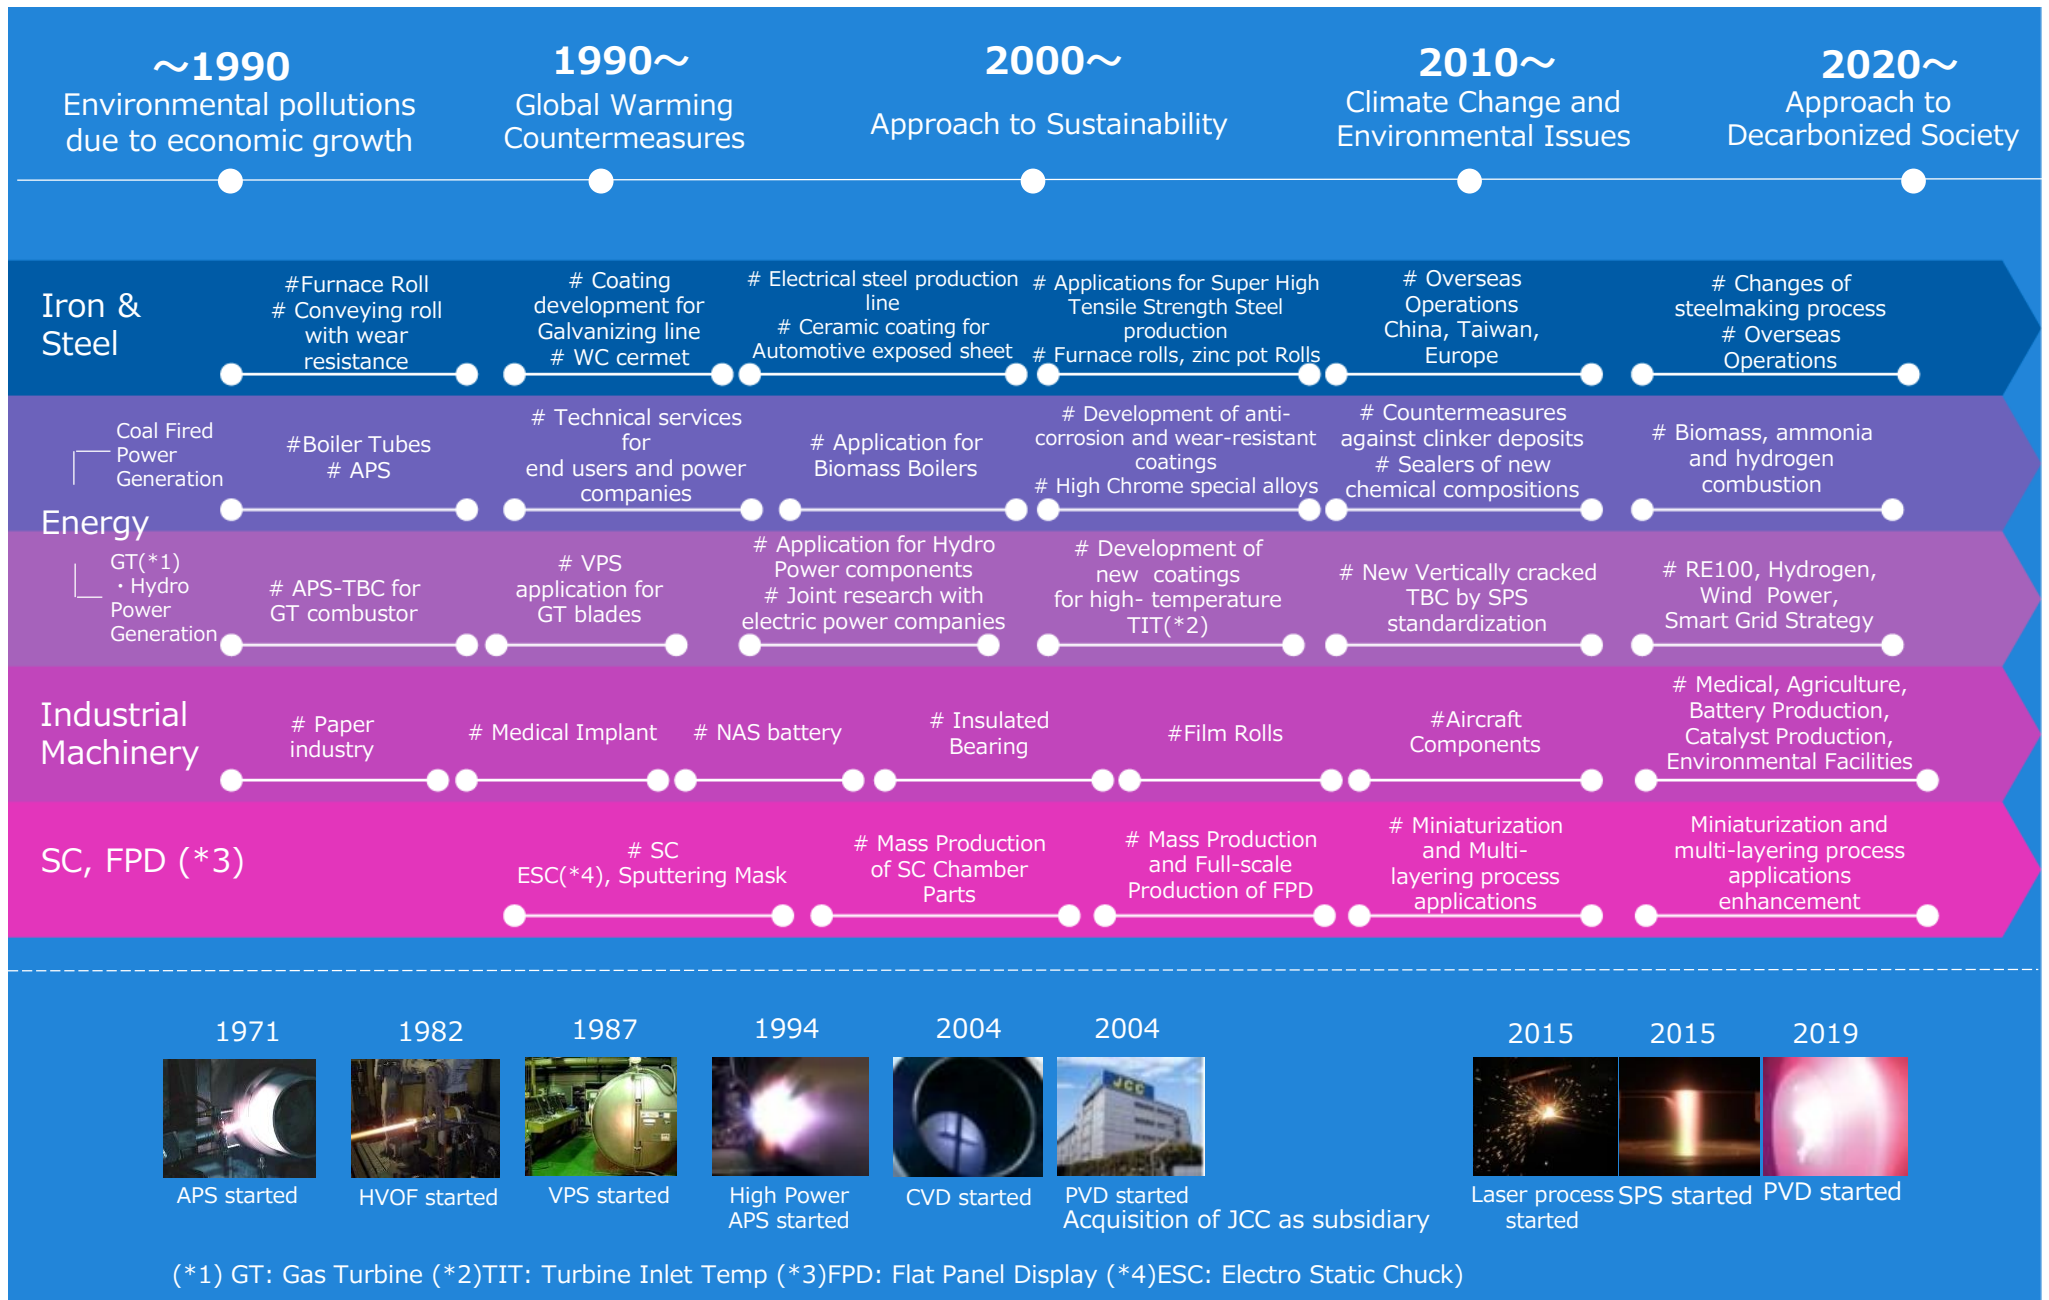 ～1990
Environmental pollutions
due to economic growth
1990～
Global Warming
Countermeasures
2000～
Approach to Sustainability
2010～
Climate Change and
Environmental Issues
2020～
Approach to
Decarbonized Society
Iron &
Steel
#Furnace Roll
# Conveying roll
with wear
resistance
# Coating
development for
Galvanizing line
# WC cermet
# Electrical steel production
line
# Ceramic coating for
Automotive exposed sheet
# Applications for Super High
Tensile Strength Steel
production
# Furnace rolls, zinc pot Rolls
# Overseas
Operations
China, Taiwan,
Europe
# Changes of
steelmaking process
# Overseas
Operations
Energy
Coal Fired
Power
Generation
#Boiler Tubes
# APS
# Technical services
for
end users and power
companies
# Application for
Biomass Boilers
# Development of anti-
corrosion and wear-resistant
coatings
# High Chrome special alloys
# Countermeasures
against clinker deposits
# Sealers of new
chemical compositions
# Biomass, ammonia
and hydrogen
combustion
GT(*1)
・Hydro
Power
Generation
# APS-TBC for
GT combustor
# VPS
application for
GT blades
# Application for Hydro
Power components
# Joint research with
electric power companies
# Development of
new  coatings
for high- temperature
TIT(*2)
# New Vertically cracked
TBC by SPS
standardization
# RE100, Hydrogen,
Wind  Power,
Smart Grid Strategy
Industrial
Machinery
# Paper
industry
# Medical Implant
# NAS battery
# Insulated
Bearing
#Film Rolls
#Aircraft
Components
# Medical, Agriculture,
Battery Production,
Catalyst Production,
Environmental Facilities
SC, FPD (*3)
# SC
ESC(*4), Sputtering Mask
# Mass Production
of SC Chamber
Parts
# Mass Production
and Full-scale
Production of FPD
# Miniaturization
and Multi-
layering process
applications
Miniaturization and
multi-layering process
applications
enhancement
1971
APS started
1982
HVOF started
1987
VPS started
1994
High Power
APS started
2004
CVD started
2004
JCC
PVD started
Acquisition of JCC as subsidiary
2015
Laser process
started
2015
SPS started
2019
PVD started
(*1) GT: Gas Turbine (*2)TIT: Turbine Inlet Temp (*3)FPD: Flat Panel Display (*4)ESC: Electro Static Chuck)